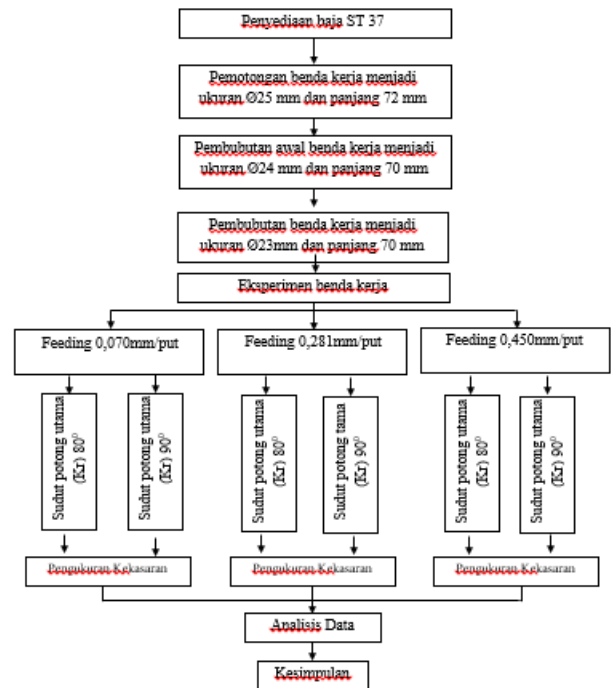 Penyediaan baja ST 37
Pemotongan benda kerja menjadi
ukuran Ø25 mm dan panjang 72 mm
Pembubutan awal benda kerja menjadi
ukuran Ø24 mm dan panjang 70 mm
Pembubutan benda kerja menjadi
ukuran Ø23mm dan panjang 70 mm
Eksperimen benda kerja
Feeding 0,070mm/put
Feeding 0,281mm/put
Feeding 0,450mm/put
Sudut potong utama
(Kr) 80°
Sudut potong utama
(Kr) 90°
Sudut potong utama
(Kr) 80°
Sudut potong tama
(Kr) 90°
Sudut potong utama
(Kr) 80°
Sudut potong utama
(Kr) 90°
Pengukuran Kekasaran
Pengukuran Kekasaran
Pengukuran Kekasaran
Analisis Data
Kesimpulan